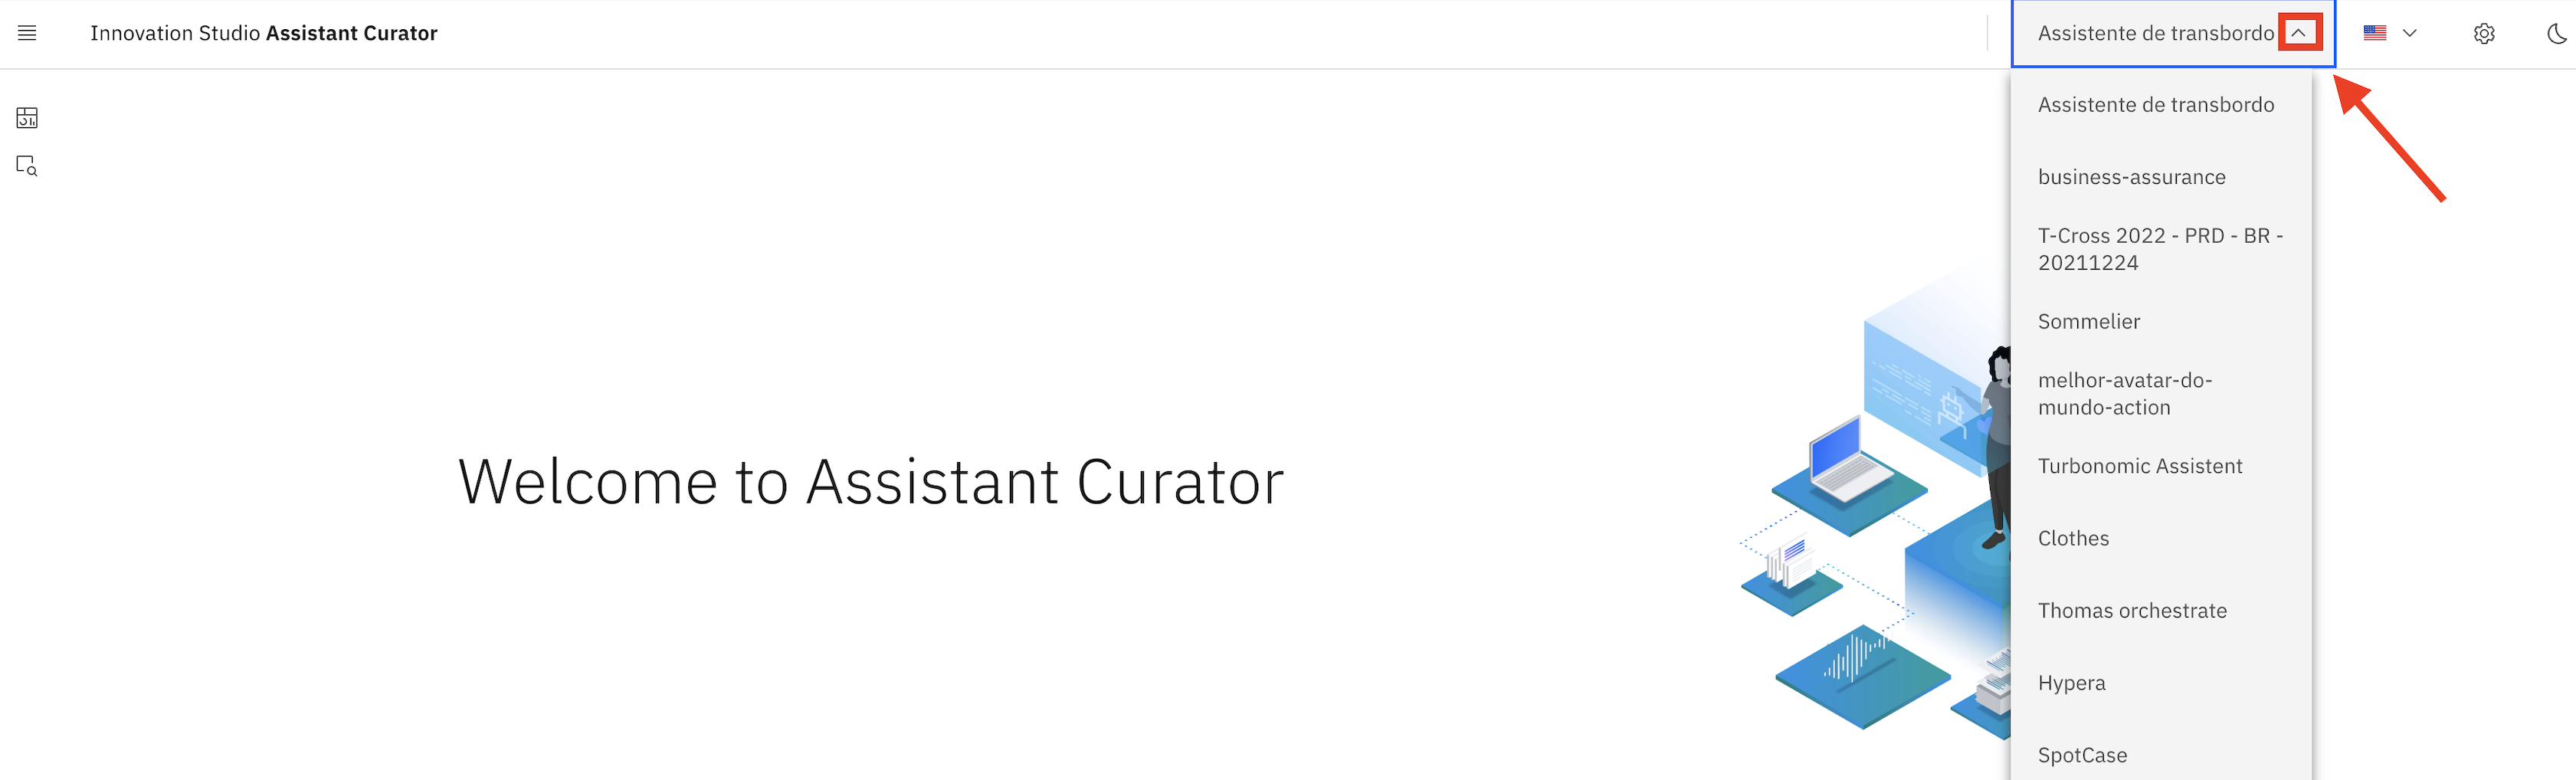 Innovation Studio Assistant Curator
Assistente de transbordo
Assistente de transbordo
business-assurance
T-Cross 2022 - PRD - BR -
20211224
Sommelier
melhor-avatar-do-
mundo-action
Turbonomic Assistent
Clothes
Thomas orchestrate
Hypera
SpotCase
Welcome to Assistant Curator